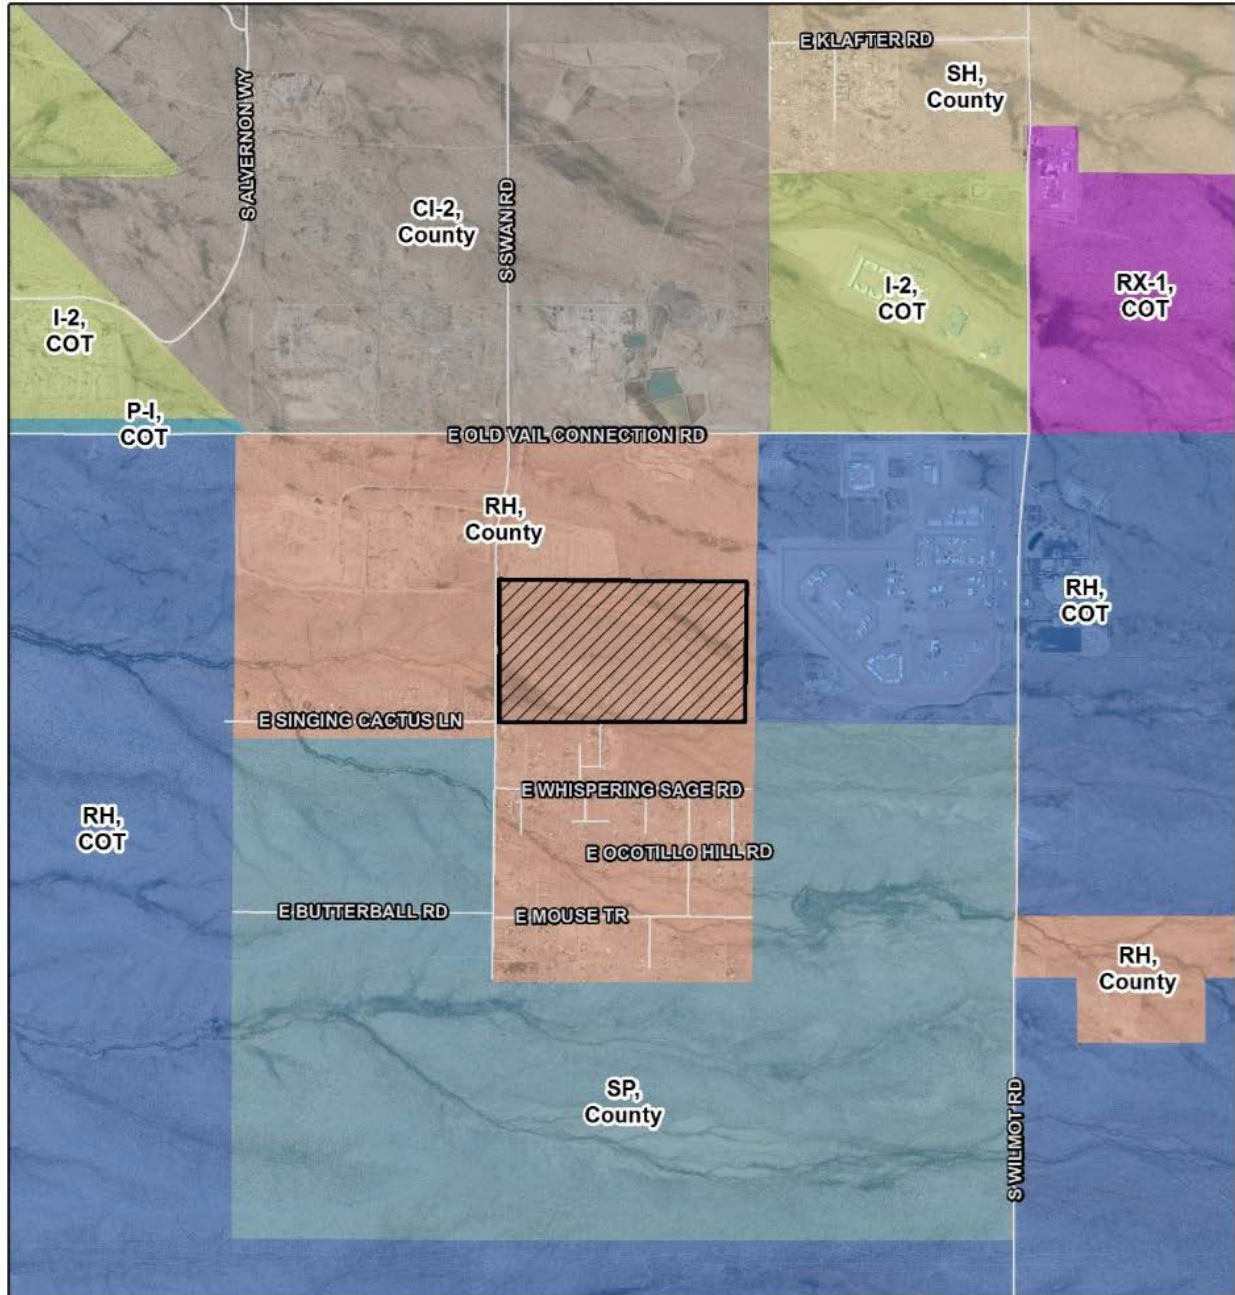 E KLAFTER RD
SH,
County
S ALVERNON WY
S SWAN RD
CI-2,
County
I-2,
COT
RX-1,
COT
I-2,
COT
P-I,
COT
E OLD VAIL CONNECTION RD
RH,
County
RH,
COT
E SINGING CACTUS LN
E WHISPERING SAGE RD
RH,
COT
E OCOTILLO HILL RD
E BUTTERBALL RD
E MOUSE TR
RH,
County
SP,
County
S WILMOT RD